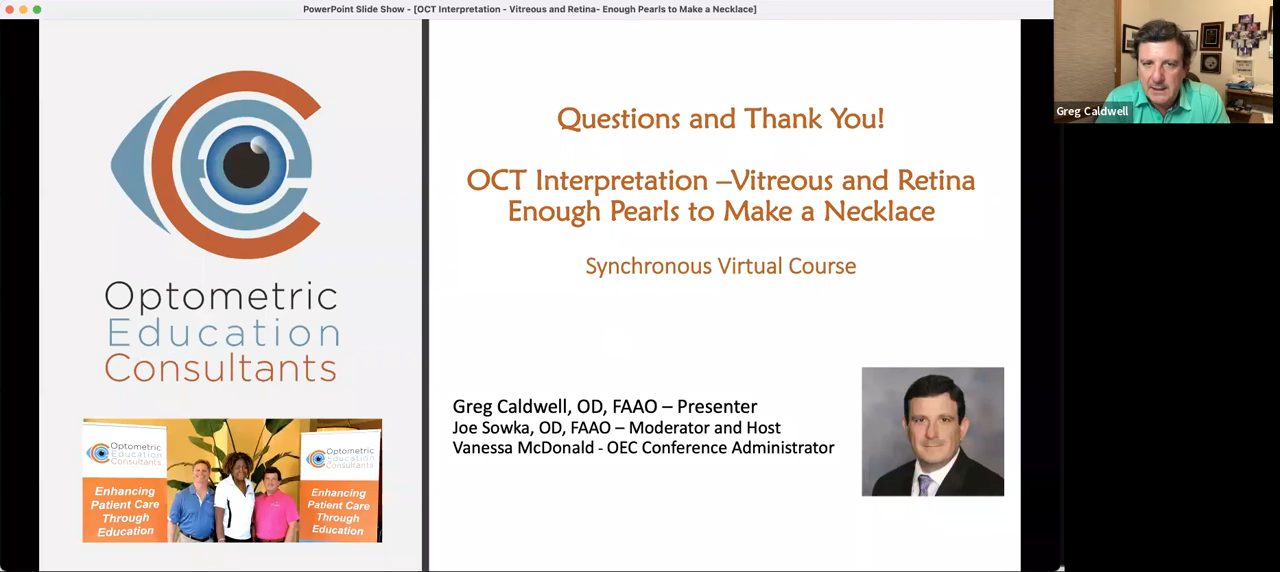 PowerPoint Slide Show - [OCT Interpretation - Vitreous and Retina- Enough Pearls to Make a Necklace]
Greg Caldwell
Optometric
Education
Consultants
Optometric
Education
Consultants
Enhancing
Patient Care
Through
Education
Optometric
Education
Consultants
Enhancing
Patient Care
Through
Education
Questions and Thank You!
OCT Interpretation –Vitreous and Retina
Enough Pearls to Make a Necklace
Synchronous Virtual Course
Greg Caldwell, OD, FAAO – Presenter
Joe Sowka, OD, FAAO – Moderator and Host
Vanessa McDonald - OEC Conference Administrator